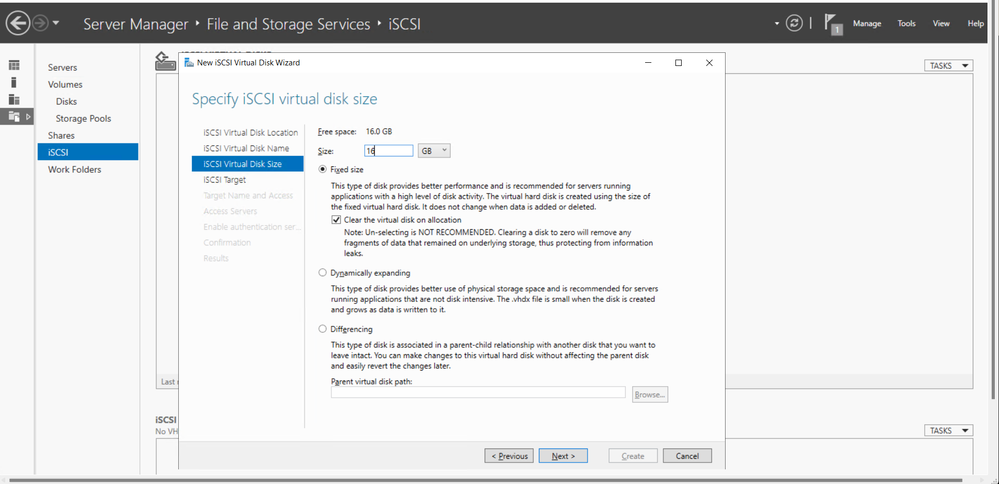 Server Manager ‣ File and Storage Services ‣ iSCSI
1
Manage
Tools
View
Help
Servers
Volumes
Disks
Storage Pools
Shares
iSCSI
Work Folders
TASKS
Last
iSCSI
No VH
TASKS
New iSCSI Virtual Disk Wizard
Specify iSCSI virtual disk size
iSCSI Virtual Disk Location
iSCSI Virtual Disk Name
iSCSI Virtual Disk Size
iSCSI Target
Target Name and Access
Access Servers
Enable authentication ser...
Confirmation
Results
Free space: 16.0 GB
Size: 16 GB
Fixed size
This type of disk provides better performance and is recommended for servers running
applications with a high level of disk activity. The virtual hard disk is created using the size of
the fixed virtual hard disk. It does not change when data is added or deleted.
Clear the virtual disk on allocation
Note: Un-selecting is NOT RECOMMENDED. Clearing a disk to zero will remove any
fragments of data that remained on underlying storage, thus protecting from information
leaks.
Dynamically expanding
This type of disk provides better use of physical storage space and is recommended for servers
running applications that are not disk intensive. The .vhdx file is small when the disk is created
and grows as data is written to it.
Differencing
This type of disk is associated in a parent-child relationship with another disk that you want to
leave intact. You can make changes to this virtual hard disk without affecting the parent disk
and easily revert the changes later.
Parent virtual disk path:
Browse...
< Previous
Next >
Create
Cancel